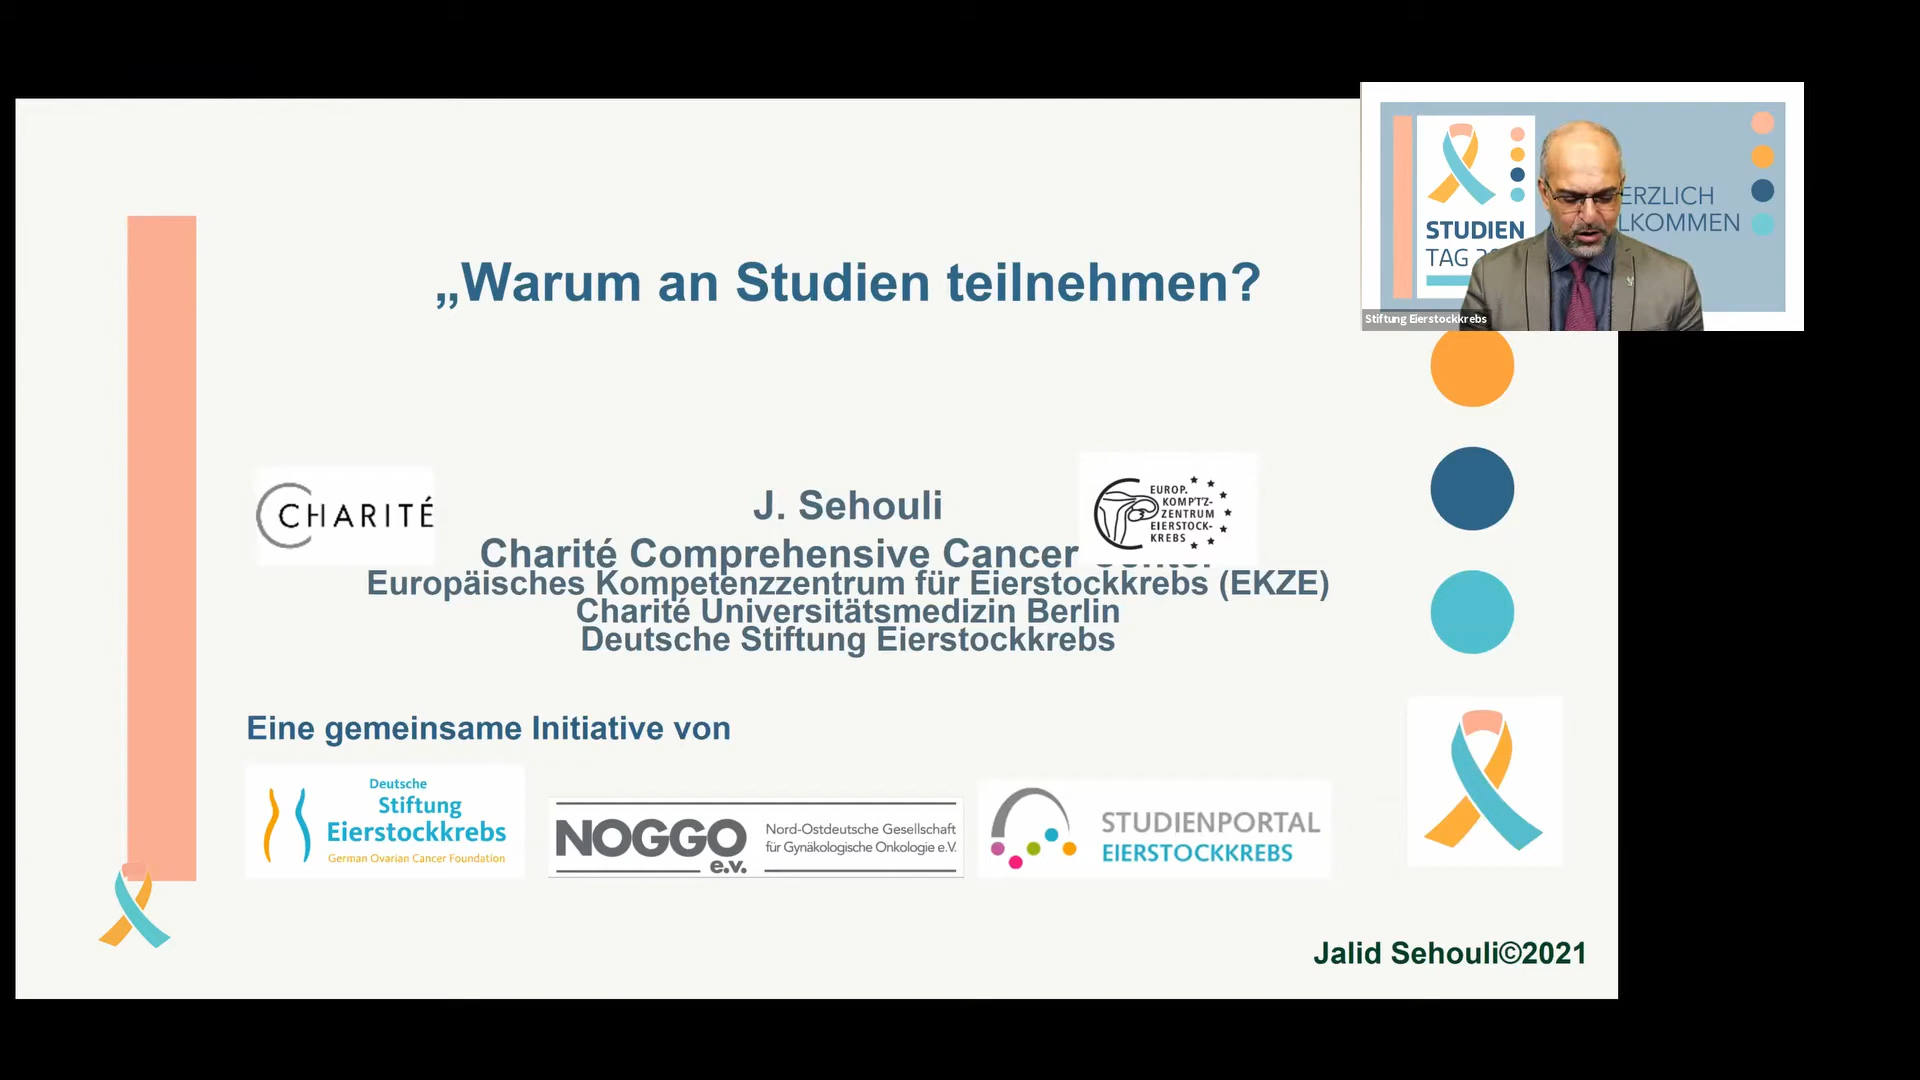 „Warum an Studien teilnehmen?
STUDIEN
TAG
ERZLICH
LKOMMEN
Stiftung Eierstockkrebs
CHARITÉ
J. Sehouli
EUROP.
KOMPTZ-
ZENTRUM
EIERSTOCK-
KREBS
Charité Comprehensive Cancer
Europäisches Kompetenzzentrum für Eierstockkrebs (EKZE)
Charité Universitätsmedizin Berlin
Deutsche Stiftung Eierstockkrebs
Eine gemeinsame Initiative von
Deutsche
Stiftung
Eierstockkrebs
German Ovarian Cancer Foundation
NOGGO
e.v.
Nord-Ostdeutsche Gesellschaft
für Gynäkologische Onkologie e.V.
STUDIENPORTAL
EIERSTOCKKREBS
Jalid Sehouli©2021